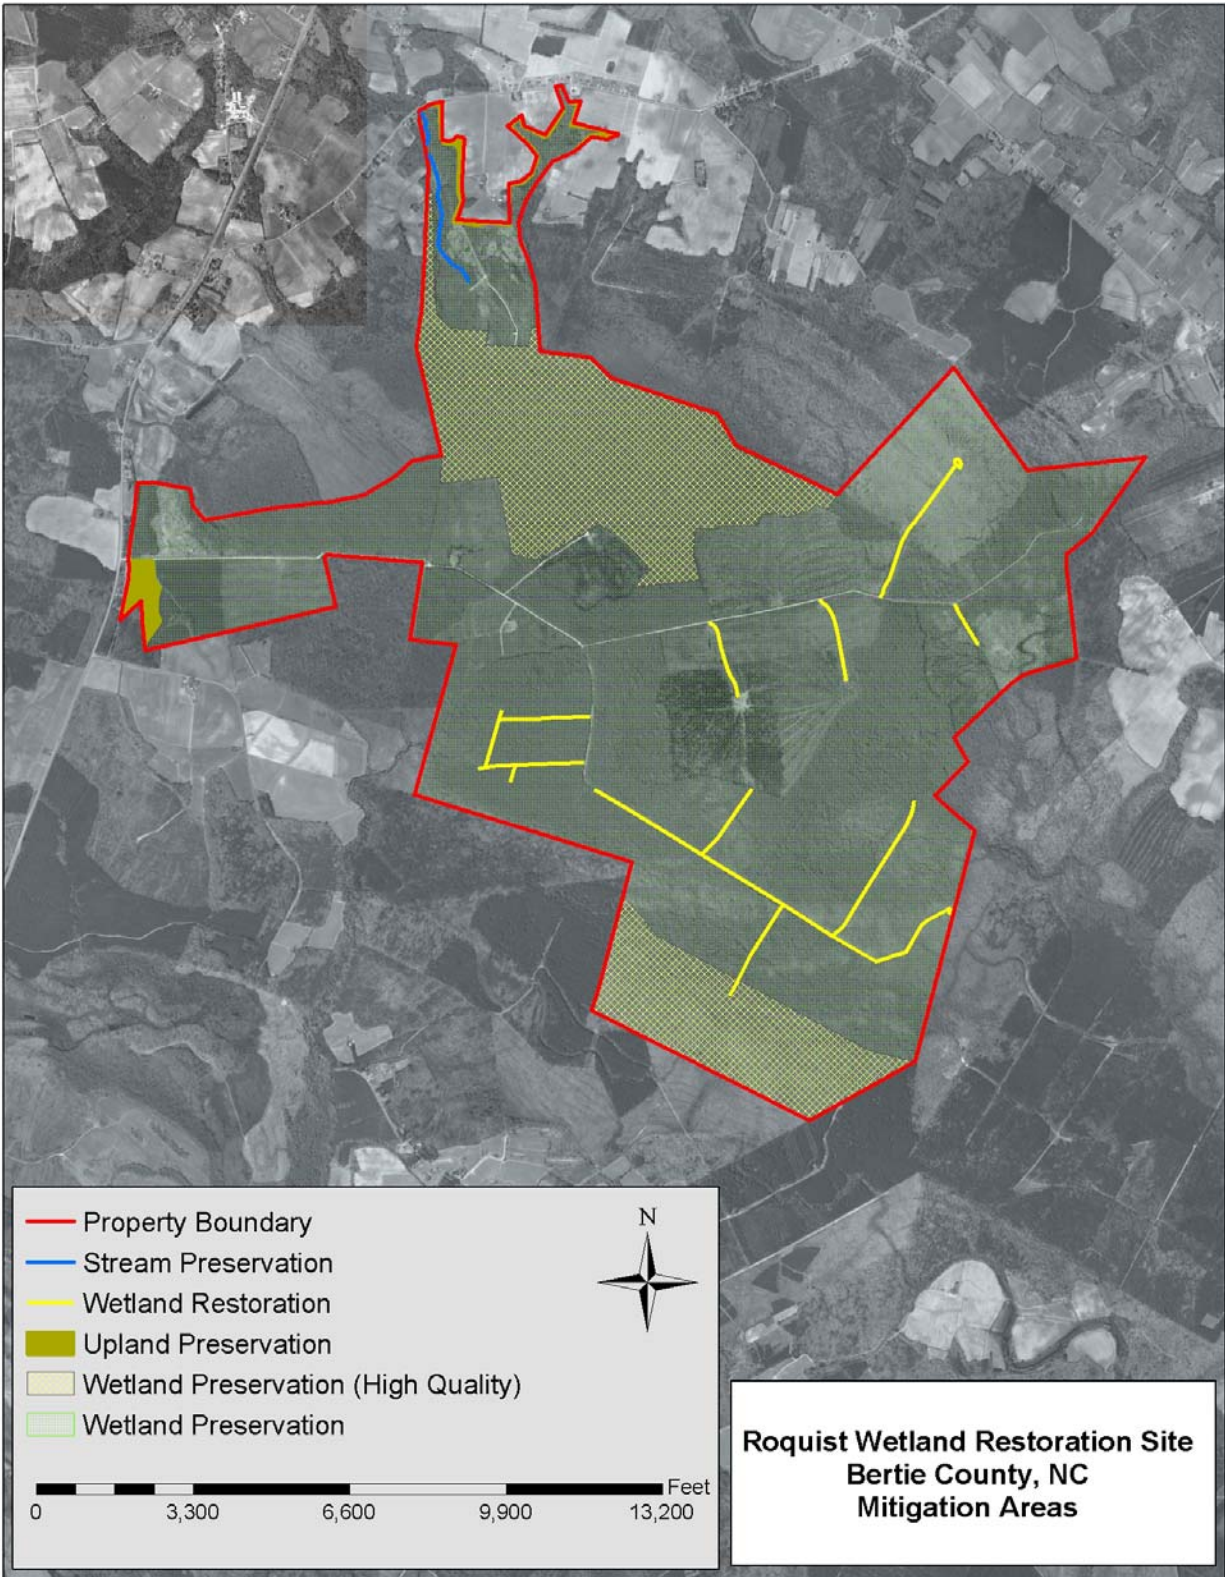 Property Boundary
Stream Preservation
Wetland Restoration
Upland Preservation
Wetland Preservation (High Quality)
Wetland Preservation
N
Feet
0 3,300 6,600 9,900 13,200
Roquist Wetland Restoration Site
Bertie County, NC
Mitigation Areas